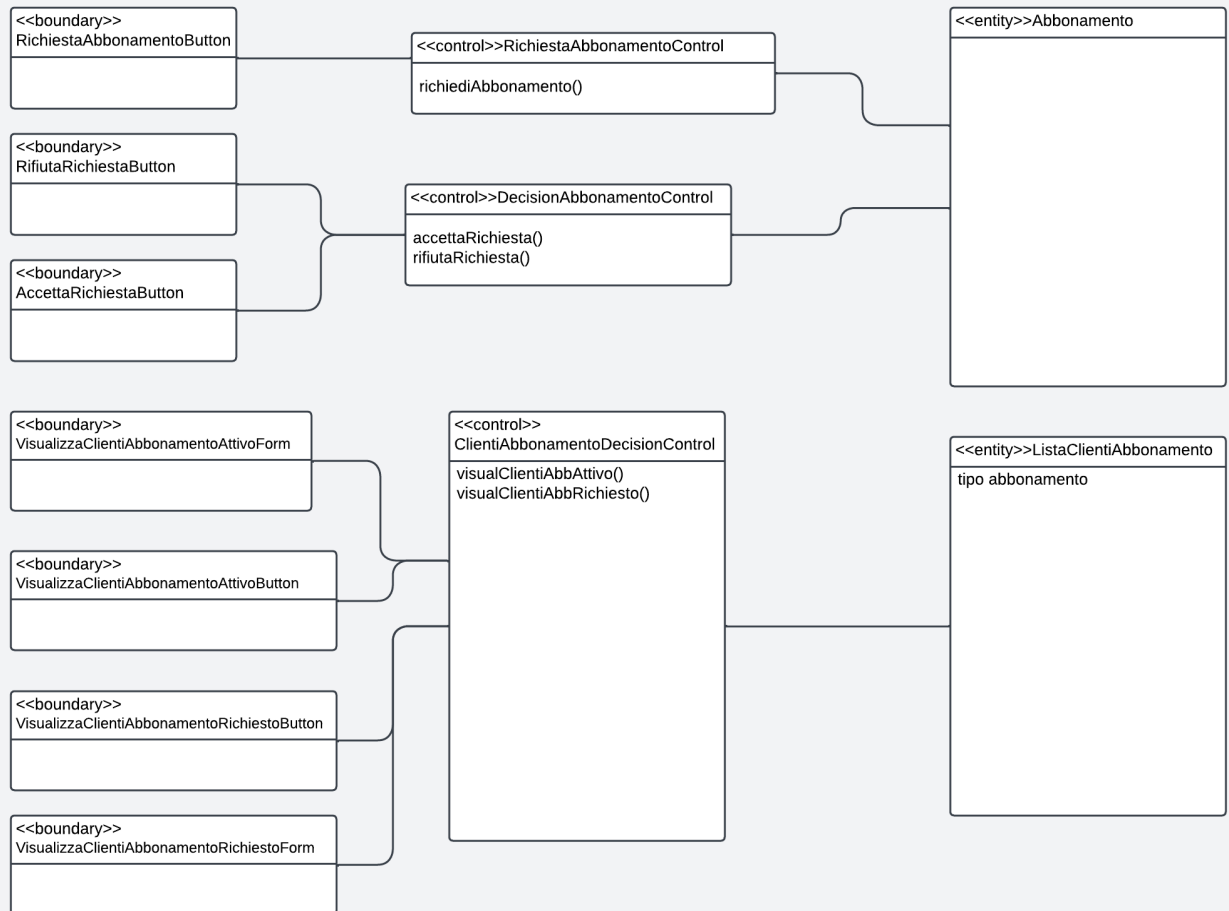 <<boundary>>
RichiestaAbbonamentoButton
<<control>>RichiestaAbbonamentoControl
richiediAbbonamento()
<<entity>>Abbonamento
<<boundary>>
RifiutaRichiestaButton
<<control>>DecisionAbbonamentoControl
accettaRichiesta()
rifiutaRichiesta()
<<boundary>>
AccettaRichiestaButton
<<boundary>>
VisualizzaClientiAbbonamentoAttivoForm
<<control>>
ClientiAbbonamentoDecisionControl
visualClientiAbbAttivo()
visualClientiAbbRichiesto()
<<entity>>ListaClientiAbbonamento
tipo abbonamento
<<boundary>>
VisualizzaClientiAbbonamentoAttivoButton
<<boundary>>
VisualizzaClientiAbbonamentoRichiestoButton
<<boundary>>
VisualizzaClientiAbbonamentoRichiestoForm